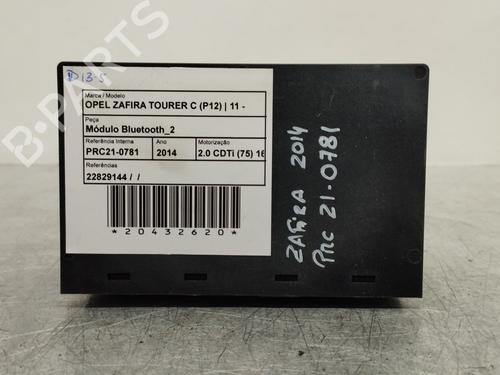 D13-5
Marca / Modelo
OPEL ZAFIRA TOURER C (P12) | 11 -
Peça
Módulo Bluetooth_2
Referência Interna Ano Motorização
PRC21-0781 2014 2.0 CDTi (75) 16
Referências
22829144 / /
*20432620*
ZAFIRA 2014
PRC 21-0781
B-PARTS